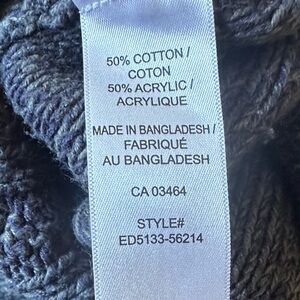 50% COTTON /
COTON
50% ACRYLIC /
ACRYLIQUE
MADE IN BANGLADESH /
FABRIQUÉ
AU BANGLADESH
CA 03464
STYLE#
ED5133-56214